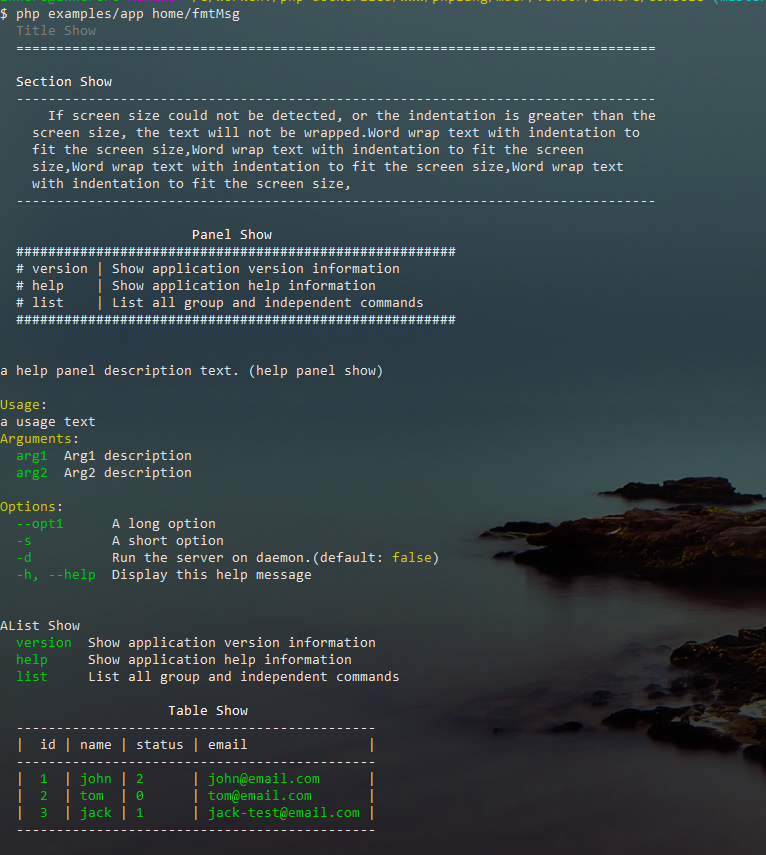 $ php examples/app home/fmtMsg
  Title Show
  ================================================================================

  Section Show
  --------------------------------------------------------------------------------
      If screen size could not be detected, or the indentation is greater than the
    screen size, the text will not be wrapped.Word wrap text with indentation to
    fit the screen size,Word wrap text with indentation to fit the screen
    size,Word wrap text with indentation to fit the screen size,Word wrap text
    with indentation to fit the screen size,
  --------------------------------------------------------------------------------

                        Panel Show
  #######################################################
  # version | Show application version information
  # help    | Show application help information
  # list    | List all group and independent commands
  #######################################################


a help panel description text. (help panel show)

Usage:
a usage text
Arguments:
  arg1  Arg1 description
  arg2  Arg2 description

Options:
  --opt1      A long option
  -s          A short option
  -d          Run the server on daemon.(default: false)
  -h, --help  Display this help message


AList Show
  version  Show application version information
  help     Show application help information
  list     List all group and independent commands

                     Table Show
  ---------------------------------------------
  |  id | name | status | email               |
  ---------------------------------------------
  |  1  | john | 2      | john@email.com      |
  |  2  | tom  | 0      | tom@email.com       |
  |  3  | jack | 1      | jack-test@email.com |
  ---------------------------------------------